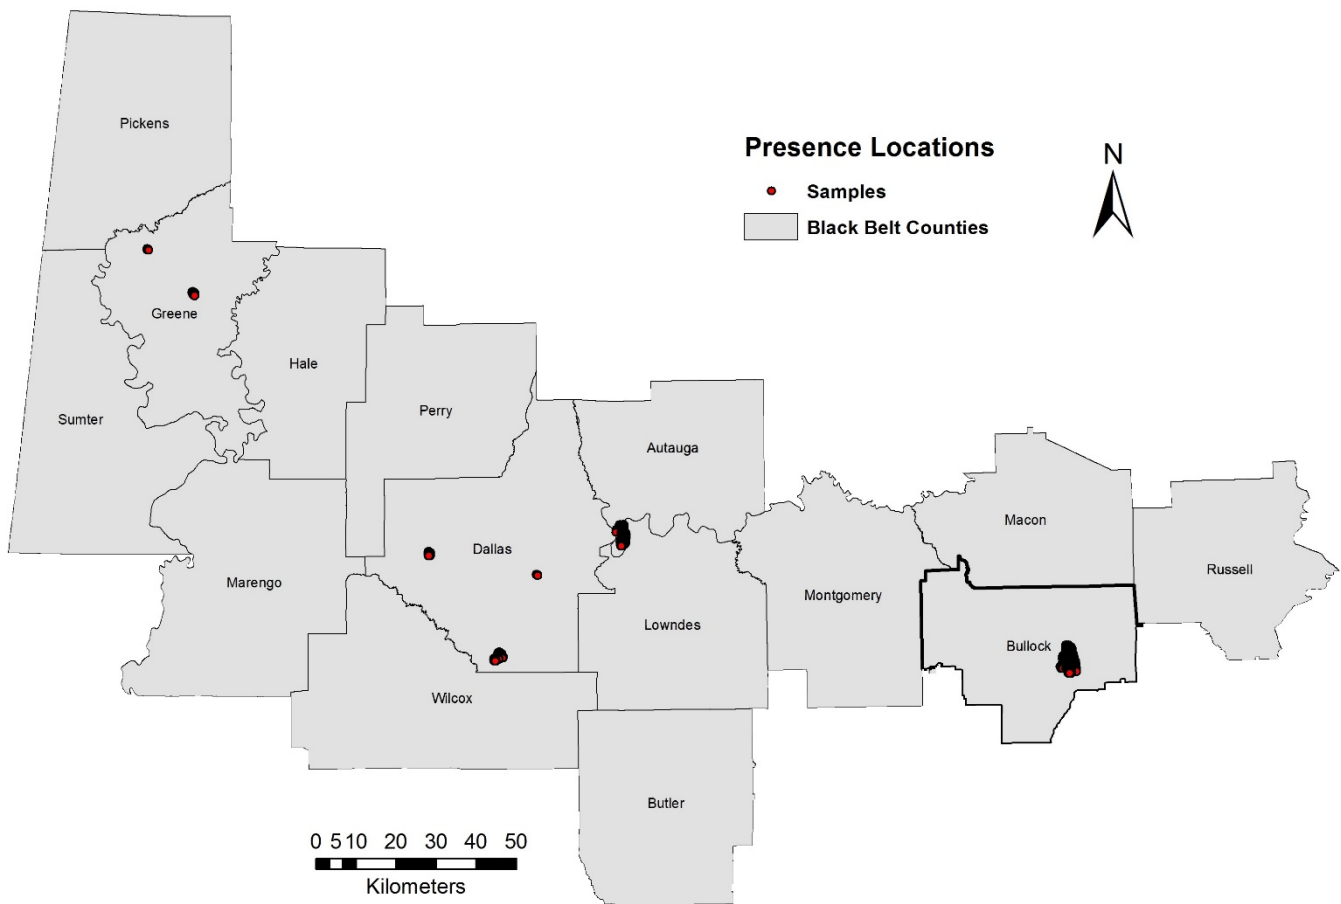 Pickens
Presence Locations
N
Samples
Black Belt Counties
Greene
Hale
Sumter
Perry
Autauga
Macon
Dallas
Russell
Marengo
Montgomery
Lowndes
Bullock
Wilcox
Butler
0 5 10 20 30 40 50
Kilometers